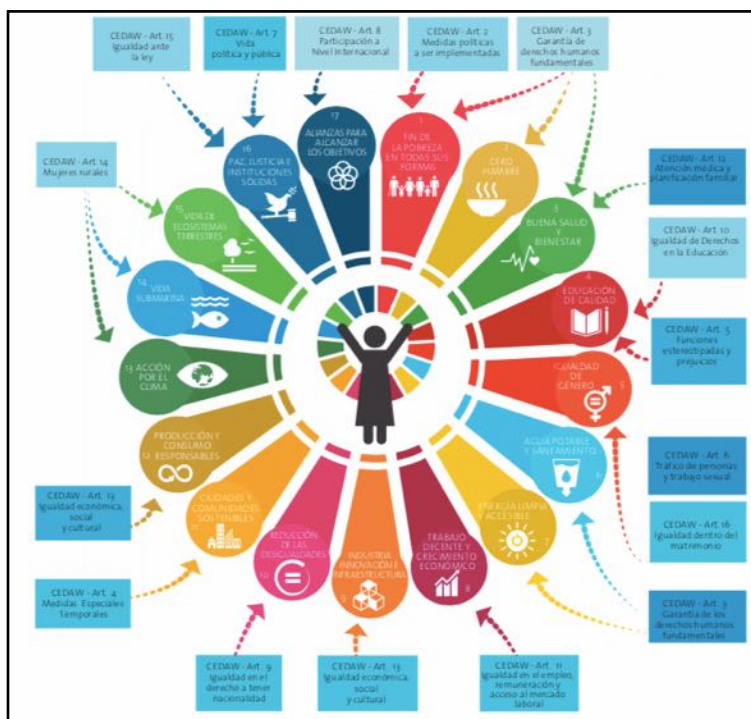 CEDAW - Art. 15
Igualdad ante
la ley
CEDAW - Art. 7
Vida
política y pública
CEDAW - Art. 8
Participación a
Nivel Internacional
CEDAW - Art. 2
Medidas políticas
a ser implementadas
CEDAW - Art. 3
Garantía de
derechos humanos
fundamentales
CEDAW - Art. 14
Mujeres rurales
CEDAW - Art. 12
Atención médica y
planificación familiar
CEDAW - Art. 10
Igualdad de Derechos
en la Educación
CEDAW - Art. 5
Funciones
estereotipadas y
prejuicios
CEDAW - Art. 6
Tráfico de personas
y trabajo sexual
CEDAW - Art. 16
Igualdad dentro del
matrimonio
CEDAW - Art. 3
Garantía de los
derechos humanos
fundamentales
CEDAW - Art. 11
Igualdad en el empleo,
remuneración y
acceso al mercado
laboral
CEDAW - Art. 13
Igualdad económica,
social
y cultural
CEDAW - Art. 9
Igualdad en el
derecho a tener
nacionalidad
CEDAW - Art. 4
Medidas Especiales
Temporales
CEDAW - Art. 13
Igualdad económica,
social
y cultural
1
FIN DE
LA POBREZA
EN TODAS SUS
FORMAS
2
CERO
HAMBRE
3
BUENA SALUD
Y
BIENESTAR
4
EDUCACIÓN
DE CALIDAD
IGUALDAD
DE
GÉNERO
5
AGUA POTABLE
Y SANEAMIENTO
6
ENERGÍA LIMPIA
Y ACCESIBLE
7
TRABAJO
DECENTE Y
CRECIMIENTO
ECONÓMICO
8
INDUSTRIA
INNOVACIÓN E
INFRAESTRUCTURA
9
REDUCCIÓN
DE LAS
DESIGUALDADES
10
CIUDADES Y
COMUNIDADES
SOSTENIBLES
11
PRODUCCIÓN Y
CONSUMO
RESPONSABLES
12
13 ACCIÓN
POR EL
CLIMA
14
VIDA
SUBMARINA
15
VIDA DE
ECOSISTEMAS
TERRESTRES
16
PAZ, JUSTICIA E
INSTITUCIONES
SÓLIDAS
17
ALIANZAS PARA
ALCANZAR
LOS OBJETIVOS